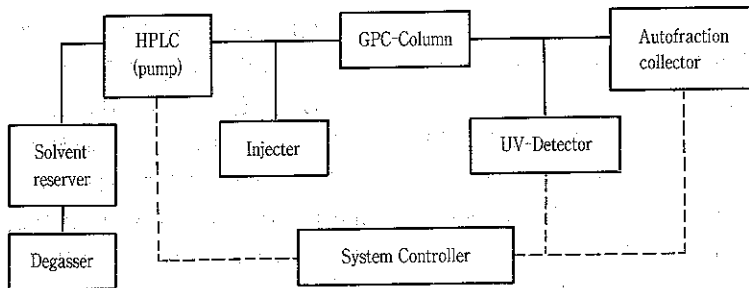 HPLC
(pump)
GPC-Column
Autofraction
collector
Solvent
reserver
Injecter
UV-Detector
Degasser
System Controller